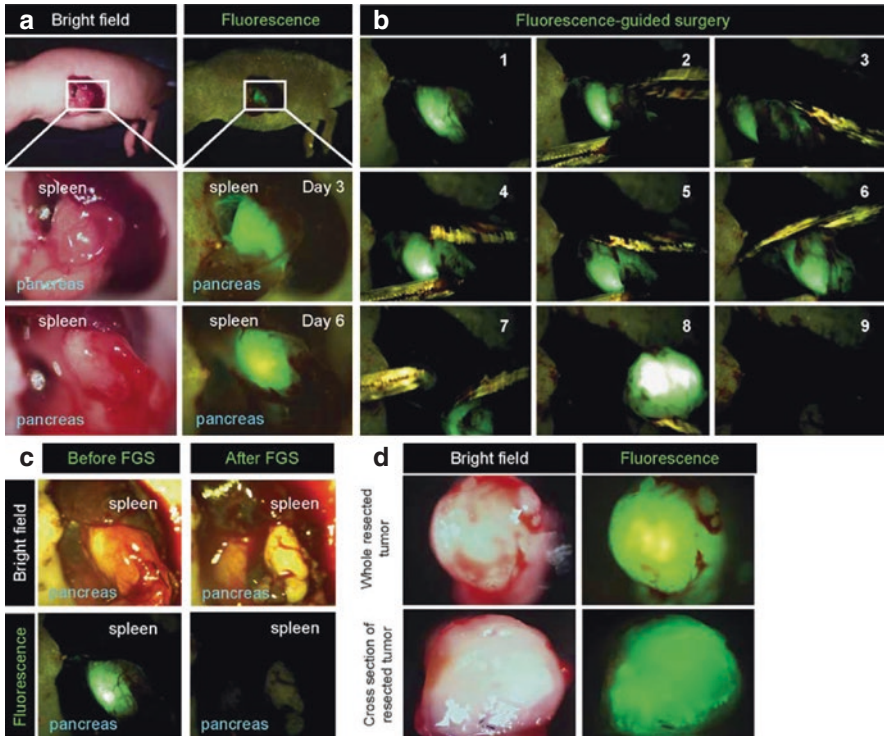 a
Bright field
Fluorescence
spleen
spleen
Day 3
pancreas
pancreas
spleen
spleen
Day 6
pancreas
pancreas
b
Fluorescence-guided surgery
1
2
3
4
5
6
7
8
9
c
Before FGS
After FGS
Bright field
spleen
spleen
pancreas
pancreas
Fluorescence
spleen
spleen
pancreas
pancreas
d
Bright field
Fluorescence
Whole resected
tumor
Cross section of
resected tumor